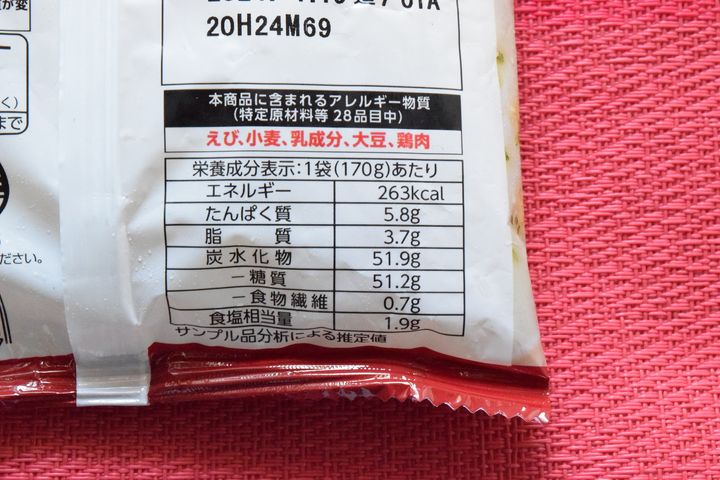 20H24M69
く)
まで
ださい。
本商品に含まれるアレルギー物質
(特定原材料等 28品目中)
えび、小麦、乳成分、大豆、鶏肉
栄養成分表示:1袋(170g)あたり
エネルギー 263kcal
たんぱく質 5.8g
脂 質 3.7g
炭水化物 51.9g
－糖質 51.2g
－食物繊維 0.7g
食塩相当量 1.9g
サンプル品分析による推定値